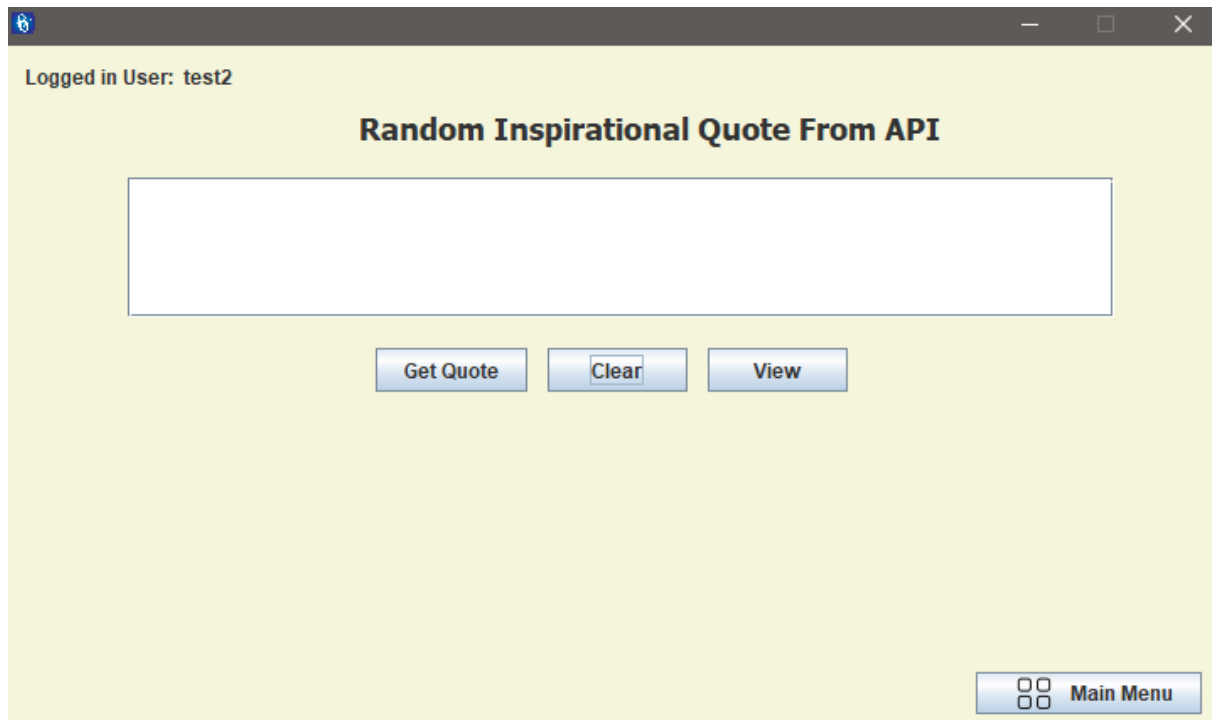 Logged in User: test2
Random Inspirational Quote From API
Get Quote Clear View
Main Menu